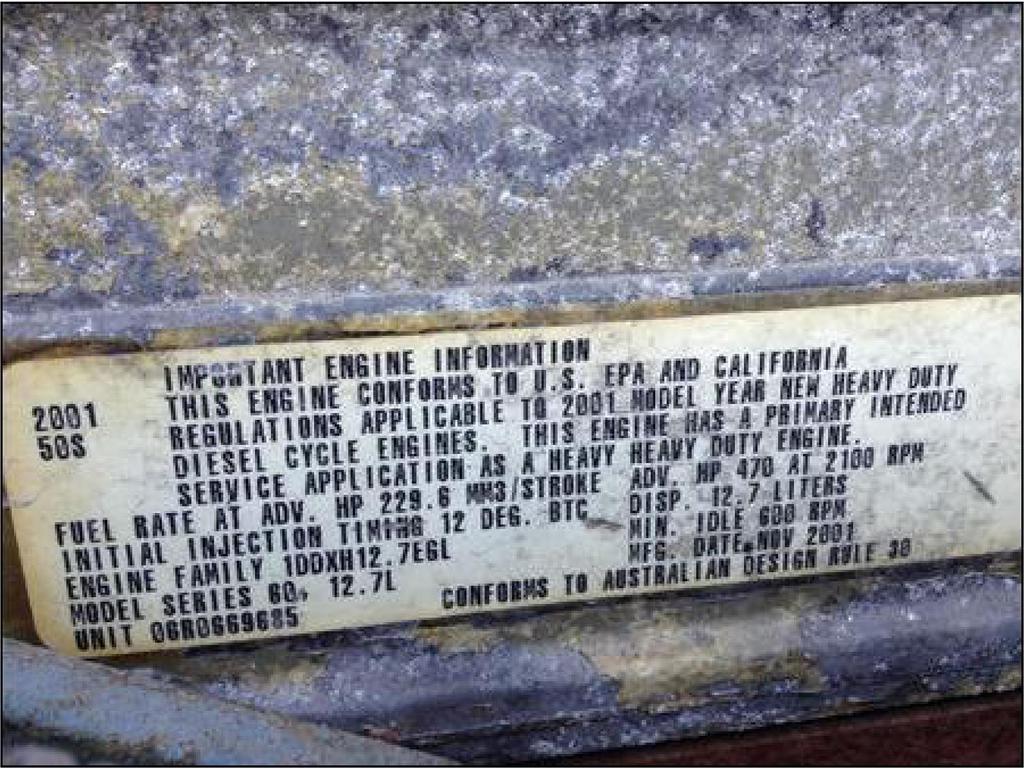 IMPORTANT ENGINE INFORMATION
2001 THIS ENGINE CONFORMS TO U.S. EPA AND CALIFORNIA
50S REGULATIONS APPLICABLE TO 2001 MODEL YEAR NEW HEAVY DUTY
DIESEL CYCLE ENGINES. THIS ENGINE HAS A PRIMARY INTENDED
SERVICE APPLICATION AS A HEAVY HEAVY DUTY ENGINE.
FUEL RATE AT ADV. HP 229.6 MM3/STROKE ADV. HP 470 AT 2100 RPM
INITIAL INJECTION TIMING 12 DEG. BTC DISP. 12.7 LITERS
ENGINE FAMILY 1DDXH12.7EGL MIN. IDLE 600 RPM
MODEL SERIES 60, 12.7L MFG. DATE NOV 2001
UNIT 06R0669685 CONFORMS TO AUSTRALIAN DESIGN RULE 30